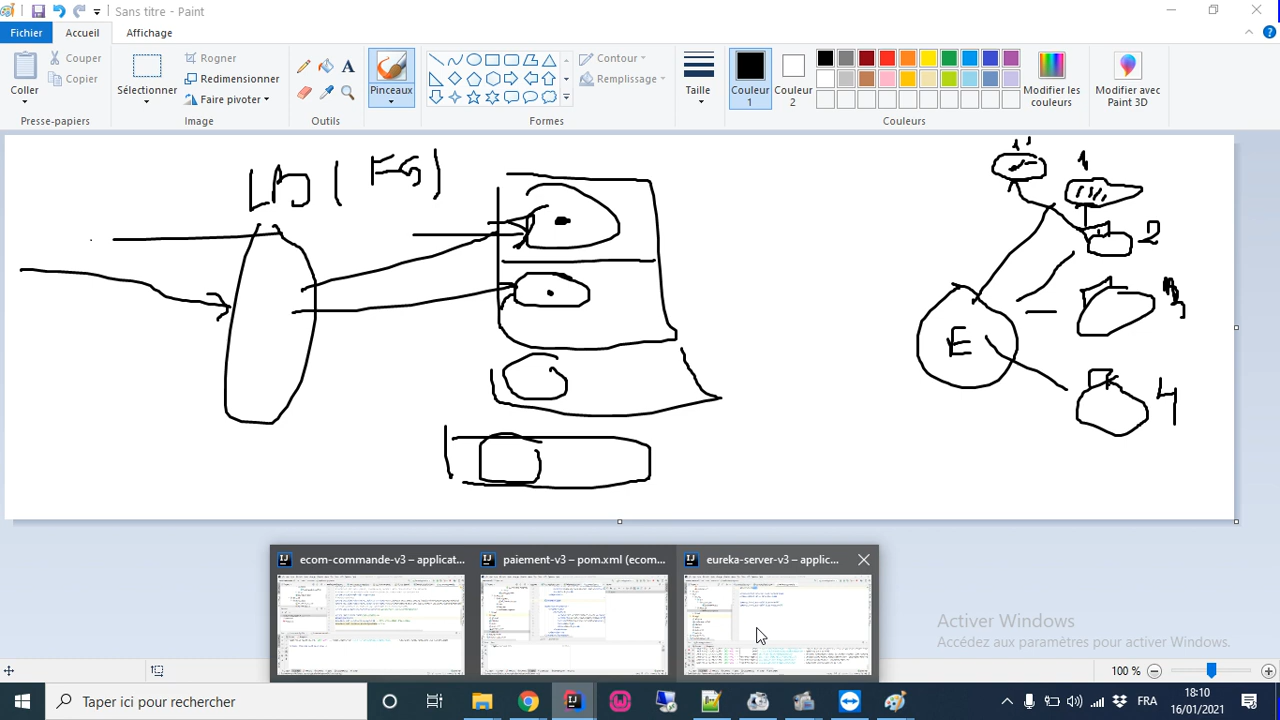 Sans titre - Paint
Fichier
Accueil
Affichage
Coller
Couper
Copier
Presse-papiers
Sélectionner
Rogner
Redimensionner
Faire pivoter
Image
A
Outils
Pinceaux
Contour
Remplissage
Formes
Taille
Couleur 1
Couleur 2
Modifier les couleurs
Couleurs
Modifier avec Paint 3D
1'
1
2
3
E
4
ecom-commande-v3 – applicat...
paiement-v3 – pom.xml (ecom...
eureka-server-v3 – applic...
Activer Windows
Accédez aux paramètres pour activer Windows.
Taper ici pour rechercher
FRA
18:10
16/01/2021